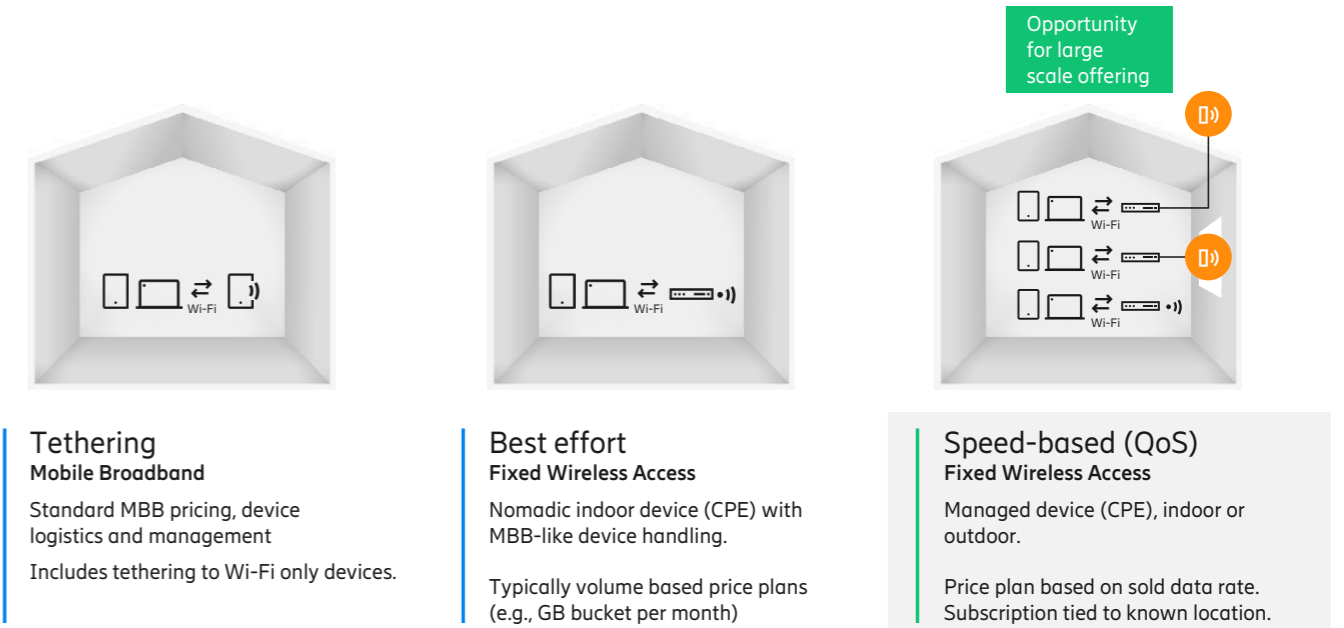 Opportunity
for large
scale offering
Wi-Fi
Wi-Fi
Wi-Fi
Wi-Fi
Wi-Fi
Tethering
Mobile Broadband
Standard MBB pricing, device
logistics and management
Includes tethering to Wi-Fi only devices.
Best effort
Fixed Wireless Access
Nomadic indoor device (CPE) with
MBB-like device handling.
Typically volume based price plans
(e.g., GB bucket per month)
Speed-based (QoS)
Fixed Wireless Access
Managed device (CPE), indoor or
outdoor.
Price plan based on sold data rate.
Subscription tied to known location.